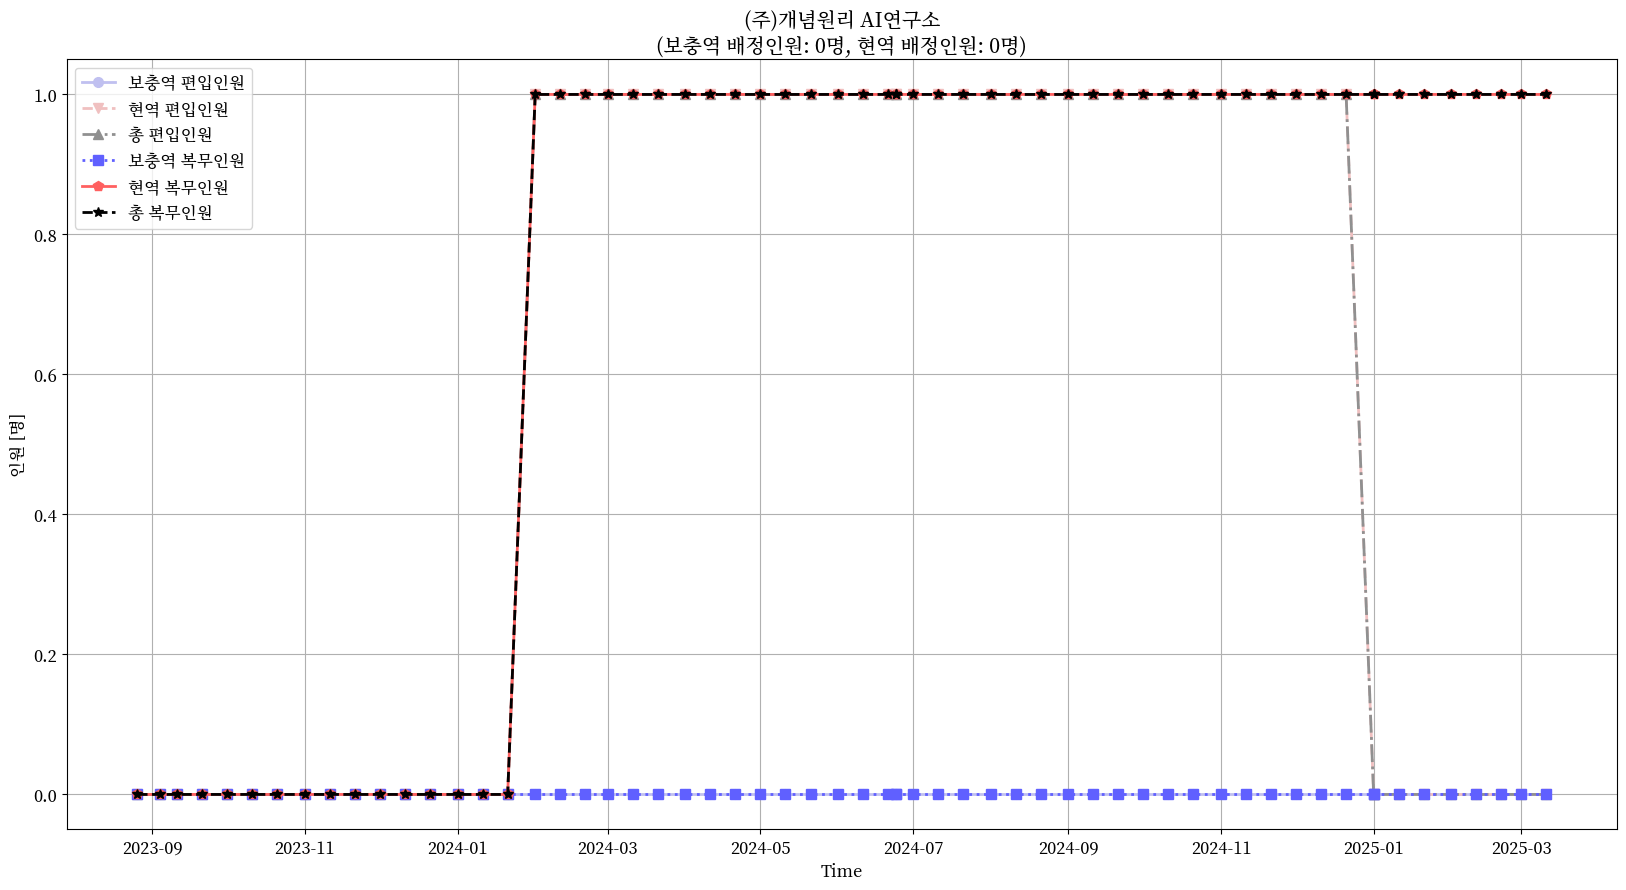 (주)개념원리 AI연구소
(보충역 배정인원: 0명, 현역 배정인원: 0명)
보충역 편입인원
현역 편입인원
총 편입인원
보충역 복무인원
현역 복무인원
총 복무인원
1.0
0.8
0.6
0.4
0.2
0.0
인원 [명]
2023-09 2023-11 2024-01 2024-03 2024-05 2024-07 2024-09 2024-11 2025-01 2025-03
Time